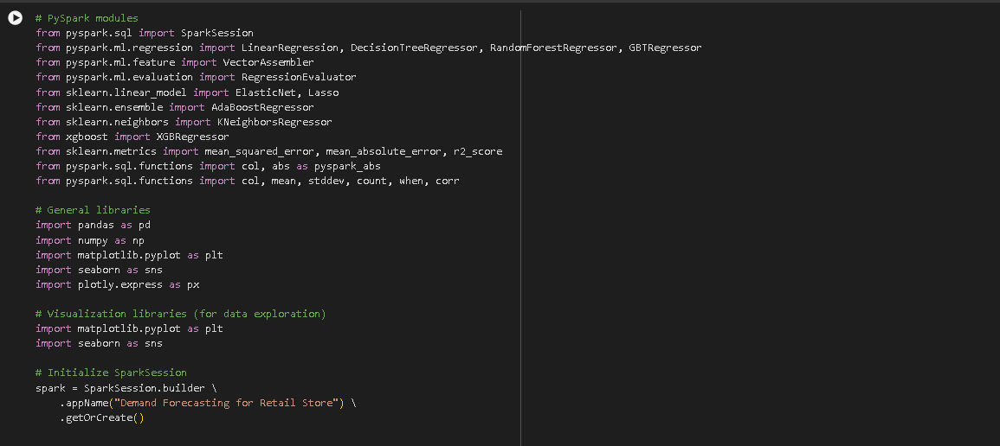 # PySpark modules
from pyspark.sql import SparkSession
from pyspark.ml.regression import LinearRegression, DecisionTreeRegressor, RandomForestRegressor, GBTRegressor
from pyspark.ml.feature import VectorAssembler
from pyspark.ml.evaluation import RegressionEvaluator
from sklearn.linear_model import ElasticNet, Lasso
from sklearn.ensemble import AdaBoostRegressor
from sklearn.neighbors import KNeighborsRegressor
from xgboost import XGBRegressor
from sklearn.metrics import mean_squared_error, mean_absolute_error, r2_score
from pyspark.sql.functions import col, abs as pyspark_abs
from pyspark.sql.functions import col, mean, stddev, count, when, corr

# General libraries
import pandas as pd
import numpy as np
import matplotlib.pyplot as plt
import seaborn as sns
import plotly.express as px

# Visualization libraries (for data exploration)
import matplotlib.pyplot as plt
import seaborn as sns

# Initialize SparkSession
spark = SparkSession.builder \
    .appName("Demand Forecasting for Retail Store") \
    .getOrCreate()